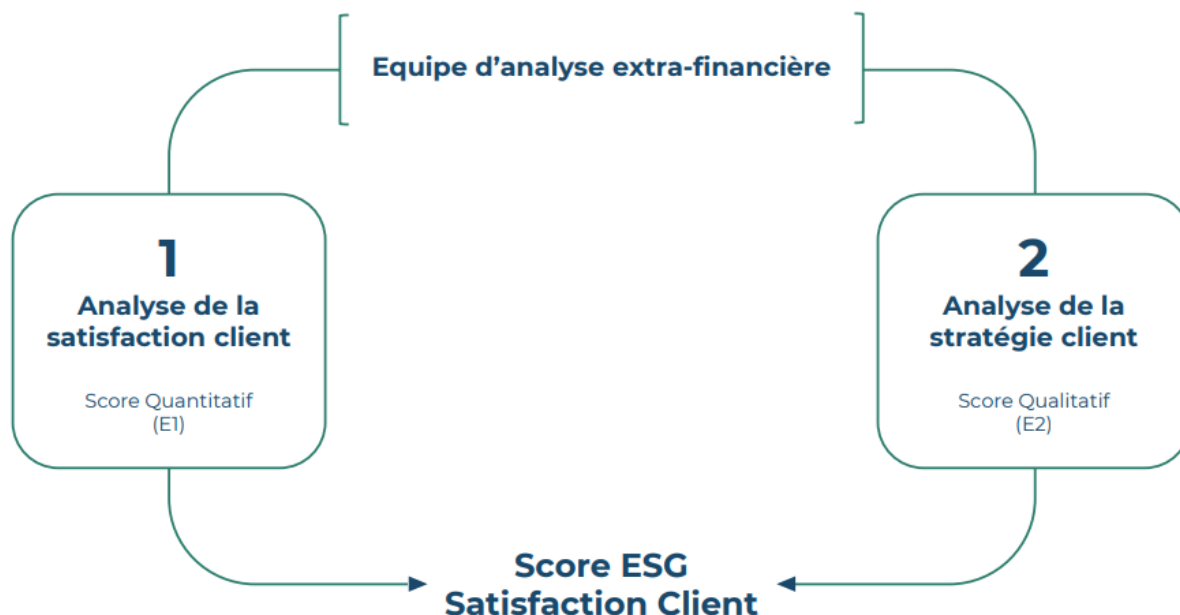 Equipe d’analyse extra-financière
1
Analyse de la
satisfaction client
Score Quantitatif
(E1)
2
Analyse de la
stratégie client
Score Qualitatif
(E2)
Score ESG
Satisfaction Client